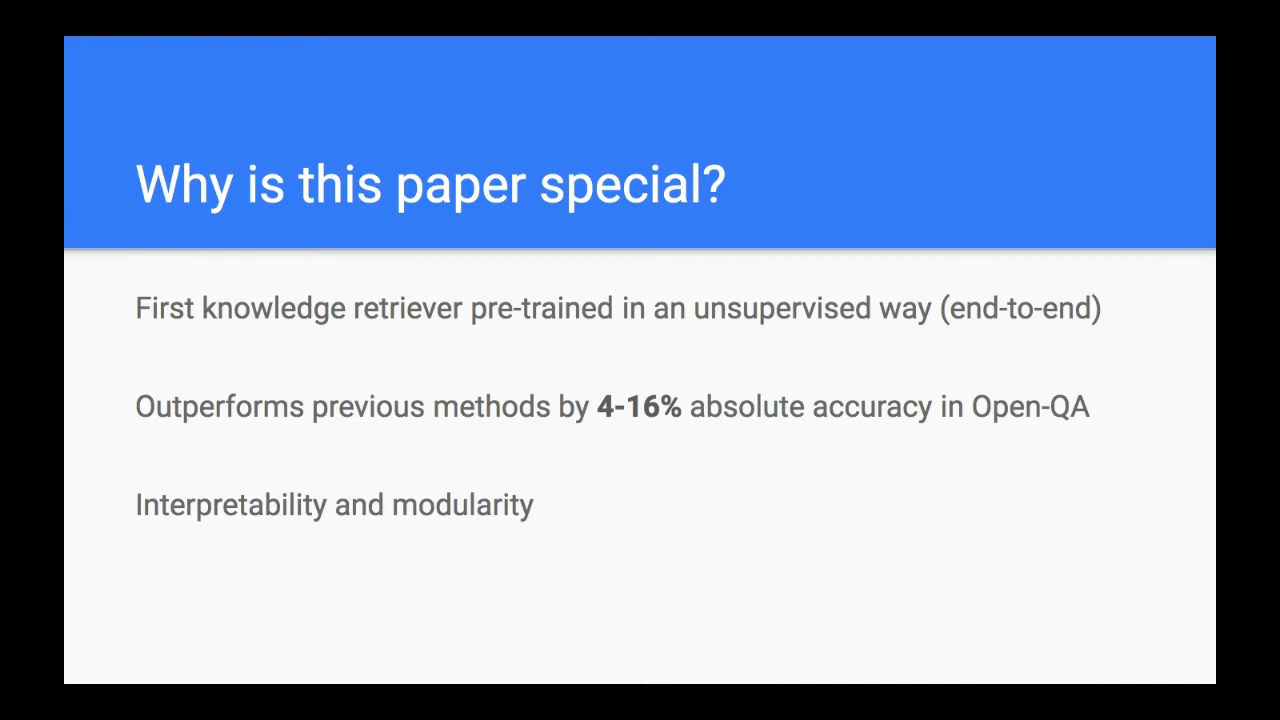 Why is this paper special?
First knowledge retriever pre-trained in an unsupervised way (end-to-end)
Outperforms previous methods by 4-16% absolute accuracy in Open-QA
Interpretability and modularity